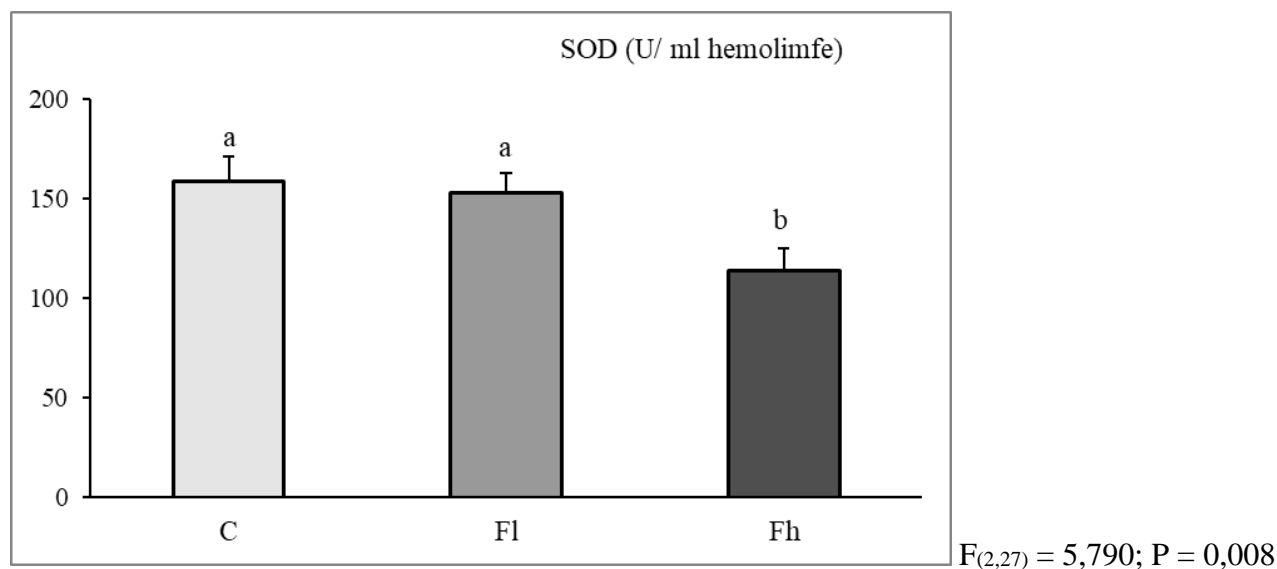 SOD (U/ ml hemolimfe)
200
150
100
50
0
a
a
b
C Fl Fh
F(2,27) = 5,790; P = 0,008